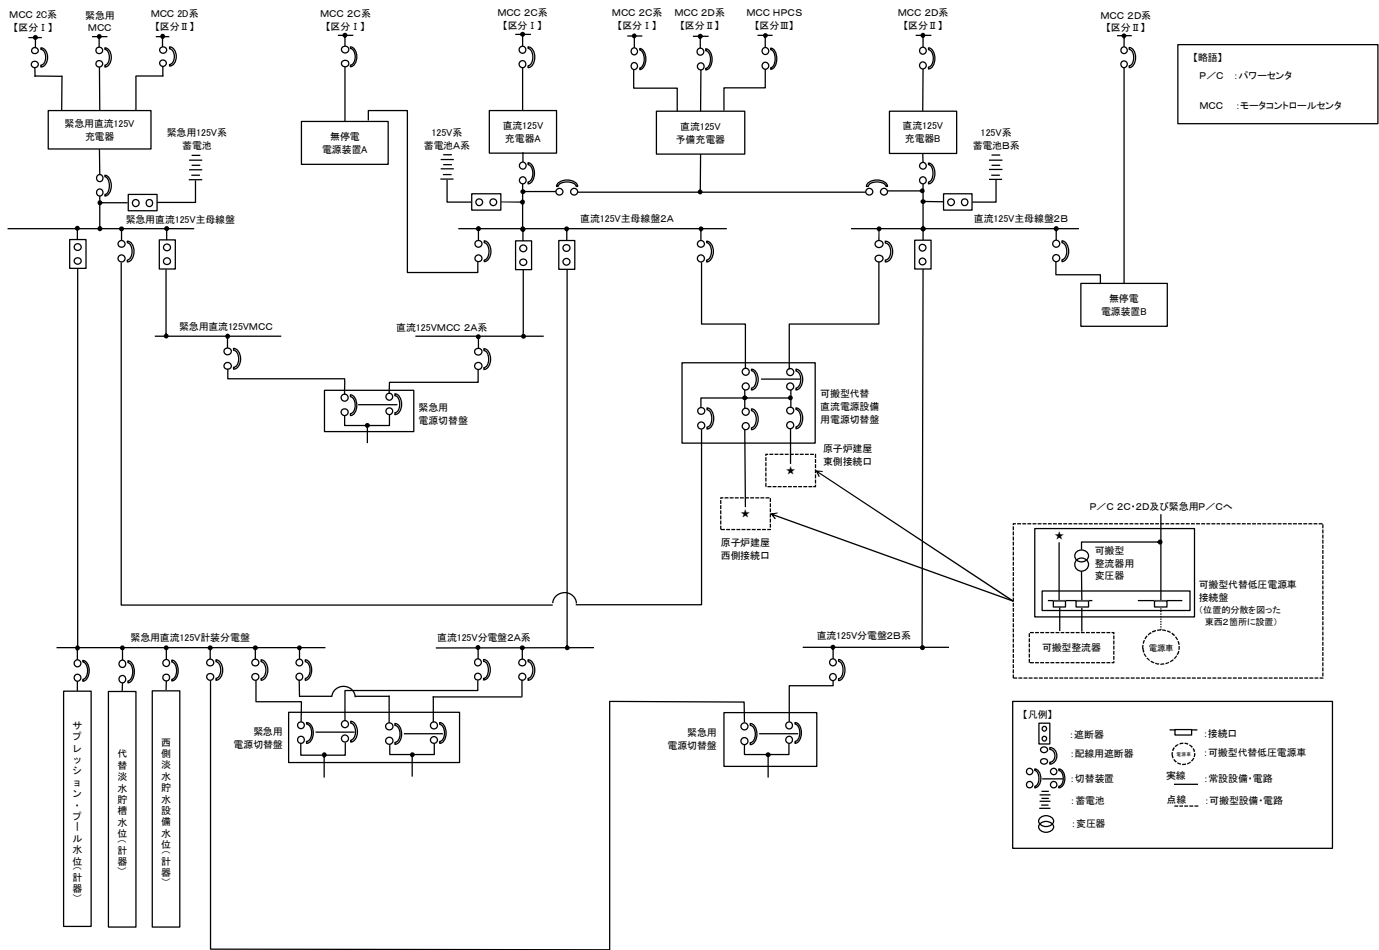 MCC 2C系
【区分Ⅰ】
緊急用
MCC
MCC 2D系
【区分Ⅱ】
MCC 2C系
【区分Ⅰ】
MCC 2C系
【区分Ⅰ】
MCC 2C系
【区分Ⅰ】
MCC 2D系
【区分Ⅱ】
MCC HPCS
【区分Ⅲ】
MCC 2D系
【区分Ⅱ】
MCC 2D系
【区分Ⅱ】
【略語】
P/C :パワーセンタ
MCC :モータコントロールセンタ
緊急用直流125V
充電器
緊急用125V系
蓄電池
無停電
電源装置A
125V系
蓄電池A系
直流125V
充電器A
直流125V
予備充電器
直流125V
充電器B
125V系
蓄電池B系
緊急用直流125V主母線盤
直流125V主母線盤2A
直流125V主母線盤2B
無停電
電源装置B
緊急用直流125VMCC
直流125VMCC 2A系
緊急用
電源切替盤
可搬型代替
直流電源設備
用電源切替盤
原子炉建屋
東側接続口
★
★
原子炉建屋
西側接続口
P/C 2C・2D及び緊急用P/Cへ
★
可搬型
整流器用
変圧器
可搬型代替低圧電源車
接続盤
(位置的分散を図った
東西2箇所に設置)
可搬型整流器
電源車
緊急用直流125V計装分電盤
直流125V分電盤2A系
直流125V分電盤2B系
緊急用
電源切替盤
緊急用
電源切替盤
サプレッション・プール水位(計器)
代替淡水貯槽水位(計器)
西側淡水貯水設備水位(計器)
【凡例】
:遮断器
:配線用遮断器
:切替装置
:蓄電池
:変圧器
:接続口
電源車
:可搬型代替低圧電源車
実線
:常設設備・電路
点線
:可搬型設備・電路